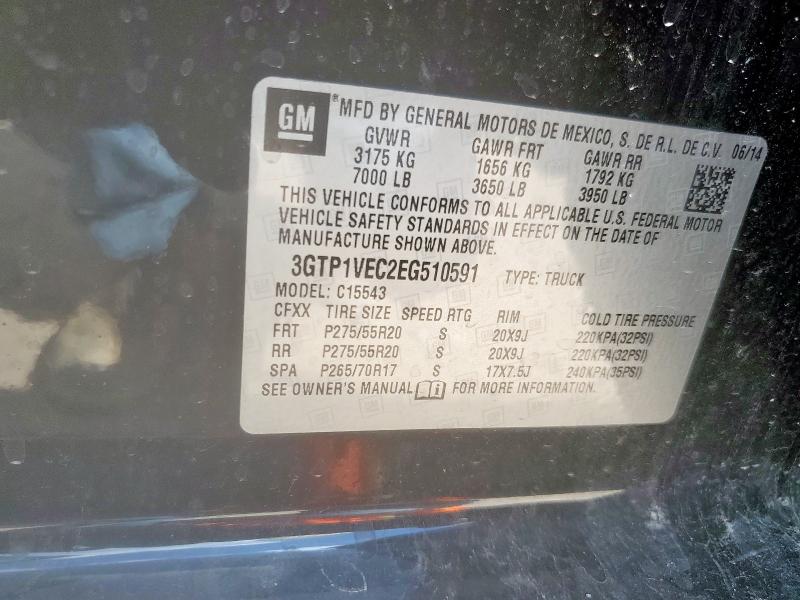 GM
® MFD BY GENERAL MOTORS DE MEXICO, S. DE R.L. DE C.V. 06/14
GVWR GAWR FRT GAWR RR
3175 KG 1656 KG 1792 KG
7000 LB 3650 LB 3950 LB
THIS VEHICLE CONFORMS TO ALL APPLICABLE U.S. FEDERAL MOTOR
VEHICLE SAFETY STANDARDS IN EFFECT ON THE DATE OF
MANUFACTURE SHOWN ABOVE.
3GTP1VEC2EG510591 TYPE: TRUCK
MODEL: C15543
CFXX TIRE SIZE SPEED RTG RIM COLD TIRE PRESSURE
FRT P275/55R20 S 20X9J 220KPA(32PSI)
RR P275/55R20 S 20X9J 220KPA(32PSI)
SPA P265/70R17 S 17X7.5J 240KPA(35PSI)
SEE OWNER'S MANUAL FOR MORE INFORMATION.